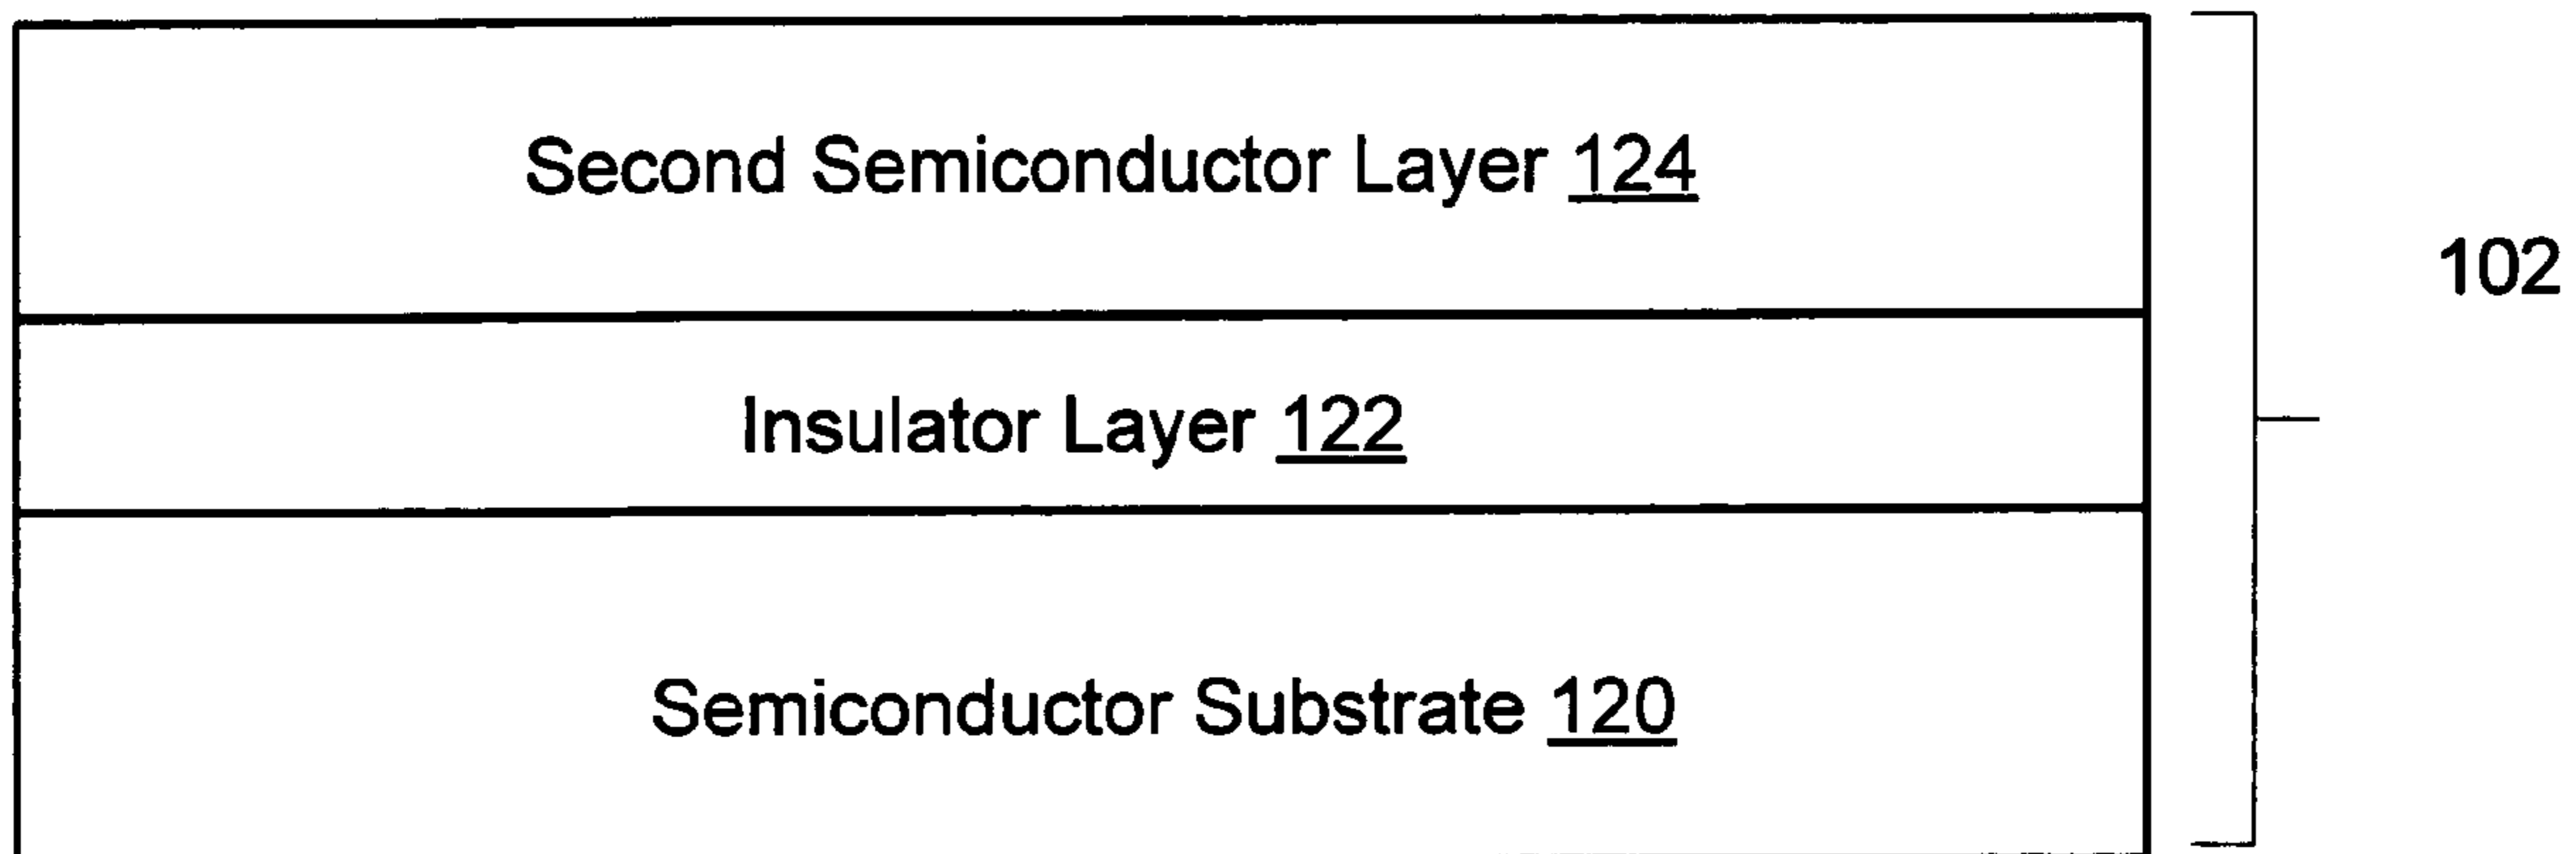 Second Semiconductor Layer 124
102
Insulator Layer 122
Semiconductor Substrate 120